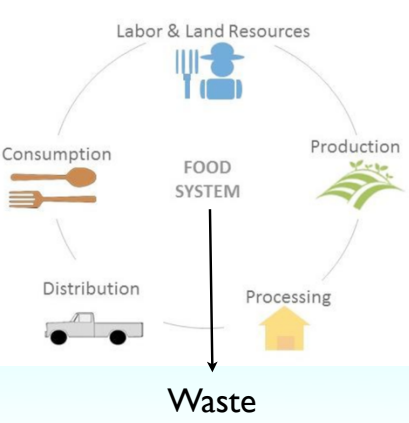 Labor & Land Resources
Production
Consumption
FOOD
SYSTEM
Distribution
Processing
Waste